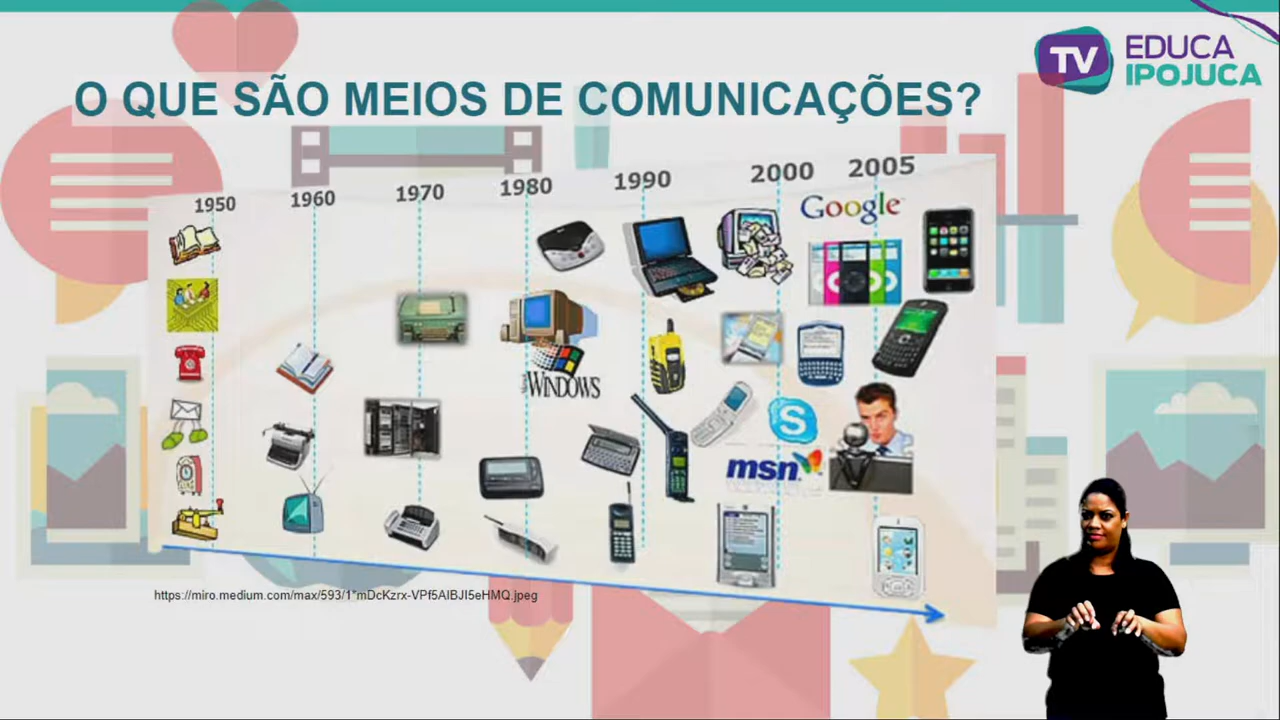 TV EDUCA
IPOJUCA
O QUE SÃO MEIOS DE COMUNICAÇÕES?
1950 1960 1970 1980 1990 2000 2005
Google
WINDOWS
S
msn
https://miro.medium.com/max/593/1*mDcKzrx-VPf5AIBJI5eHMQ.jpeg